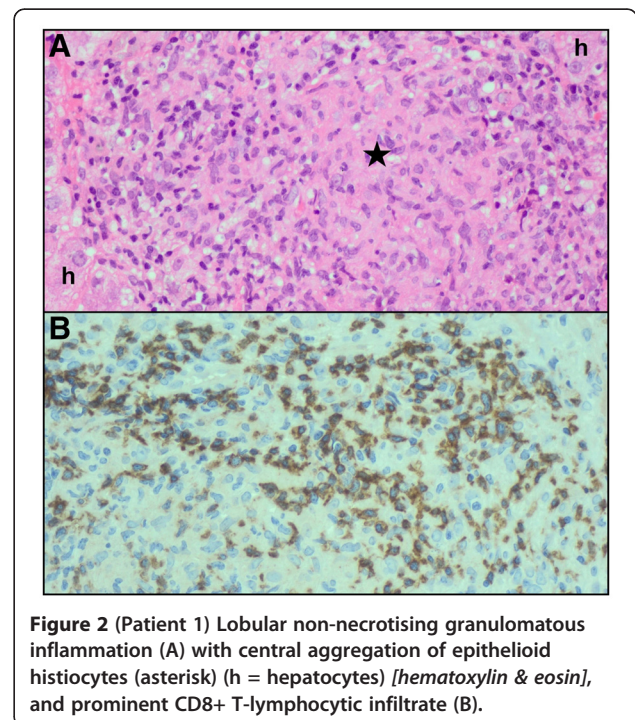 A
h
h
B
Figure 2 (Patient 1) Lobular non-necrotising granulomatous
inflammation (A) with central aggregation of epithelioid
histiocytes (asterisk) (h = hepatocytes) [hematoxylin & eosin],
and prominent CD8+ T-lymphocytic infiltrate (B).